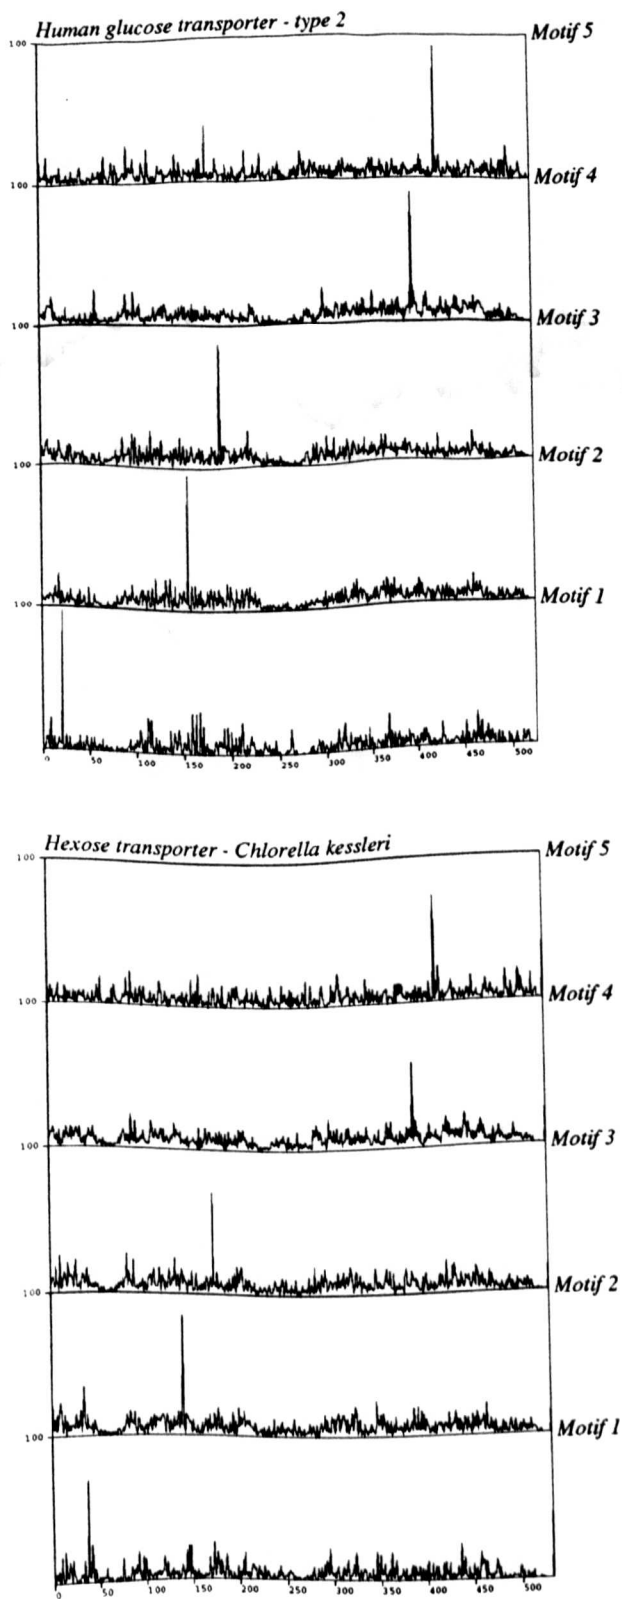 Human glucose transporter - type 2
100 Motif 5
100 Motif 4
100 Motif 3
100 Motif 2
100 Motif 1
0 50 100 150 200 250 300 350 400 450 500
Hexose transporter - Chlorella kessleri
100 Motif 5
100 Motif 4
100 Motif 3
100 Motif 2
100 Motif 1
0 50 100 150 200 250 300 350 400 450 500